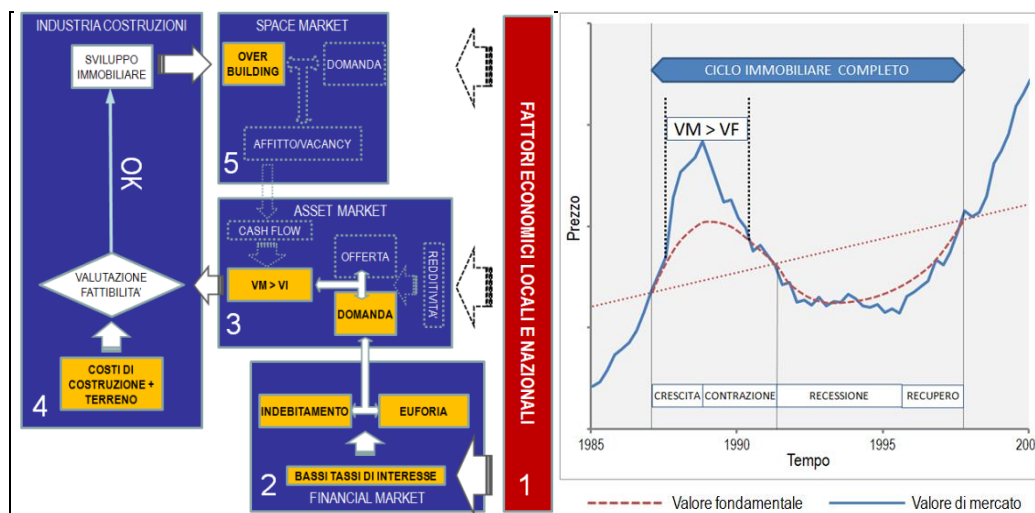 INDUSTRIA COSTRUZIONI
SVILUPPO
IMMOBILIARE
OK
VALUTAZIONE
FATTIBILITA'
COSTI DI
COSTRUZIONE +
TERRENO
4
SPACE MARKET
OVER
BUILDING
DOMANDA
AFFITTO/VACANCY
5
ASSET MARKET
CASH FLOW
OFFERTA
REDDITIVITA'
VM > VI
DOMANDA
3
INDEBITAMENTO
EUFORIA
BASSI TASSI DI INTERESSE
2
FINANCIAL MARKET
FATTORI ECONOMICI LOCALI E NAZIONALI
1
CICLO IMMOBILIARE COMPLETO
VM > VF
Prezzo
CRESCITA
CONTRAZIONE
RECESSIONE
RECUPERO
1985
1990
1995
200
Tempo
Valore fondamentale
Valore di mercato